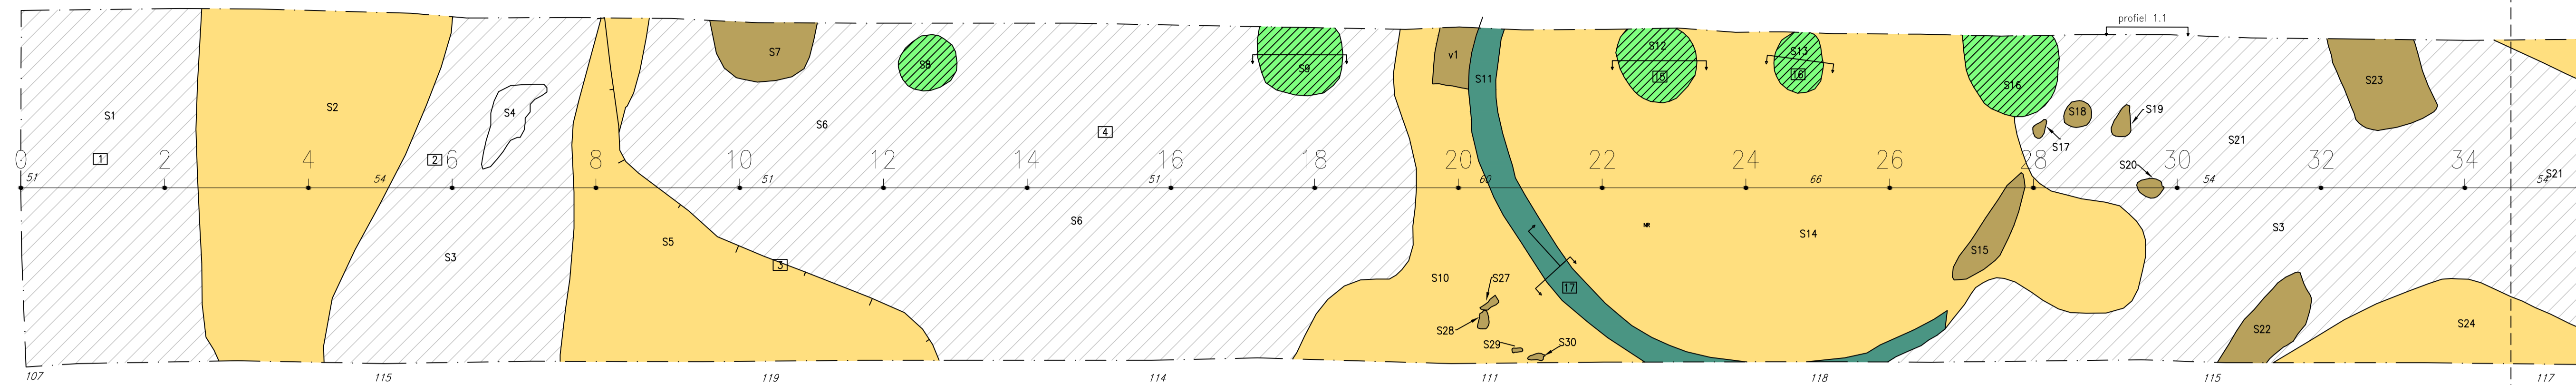 profiel 1.1
S7
S12
S13
v1
S11
S8
S9
15
16
S16
S23
S2
S4
S18
S19
S1
S6
4
S17
S21
1
2
0 2 4 6 8 10 12 14 16 18 20 22 24 26 28 30 32 34
S20
51 54 51 51 60 66 54 54
S21
S6
NR
S14
S3
S5
S15
S3
3
S10
S27
17
S28
S22
S24
S29
S30
107 115 119 114 111 118 115 117